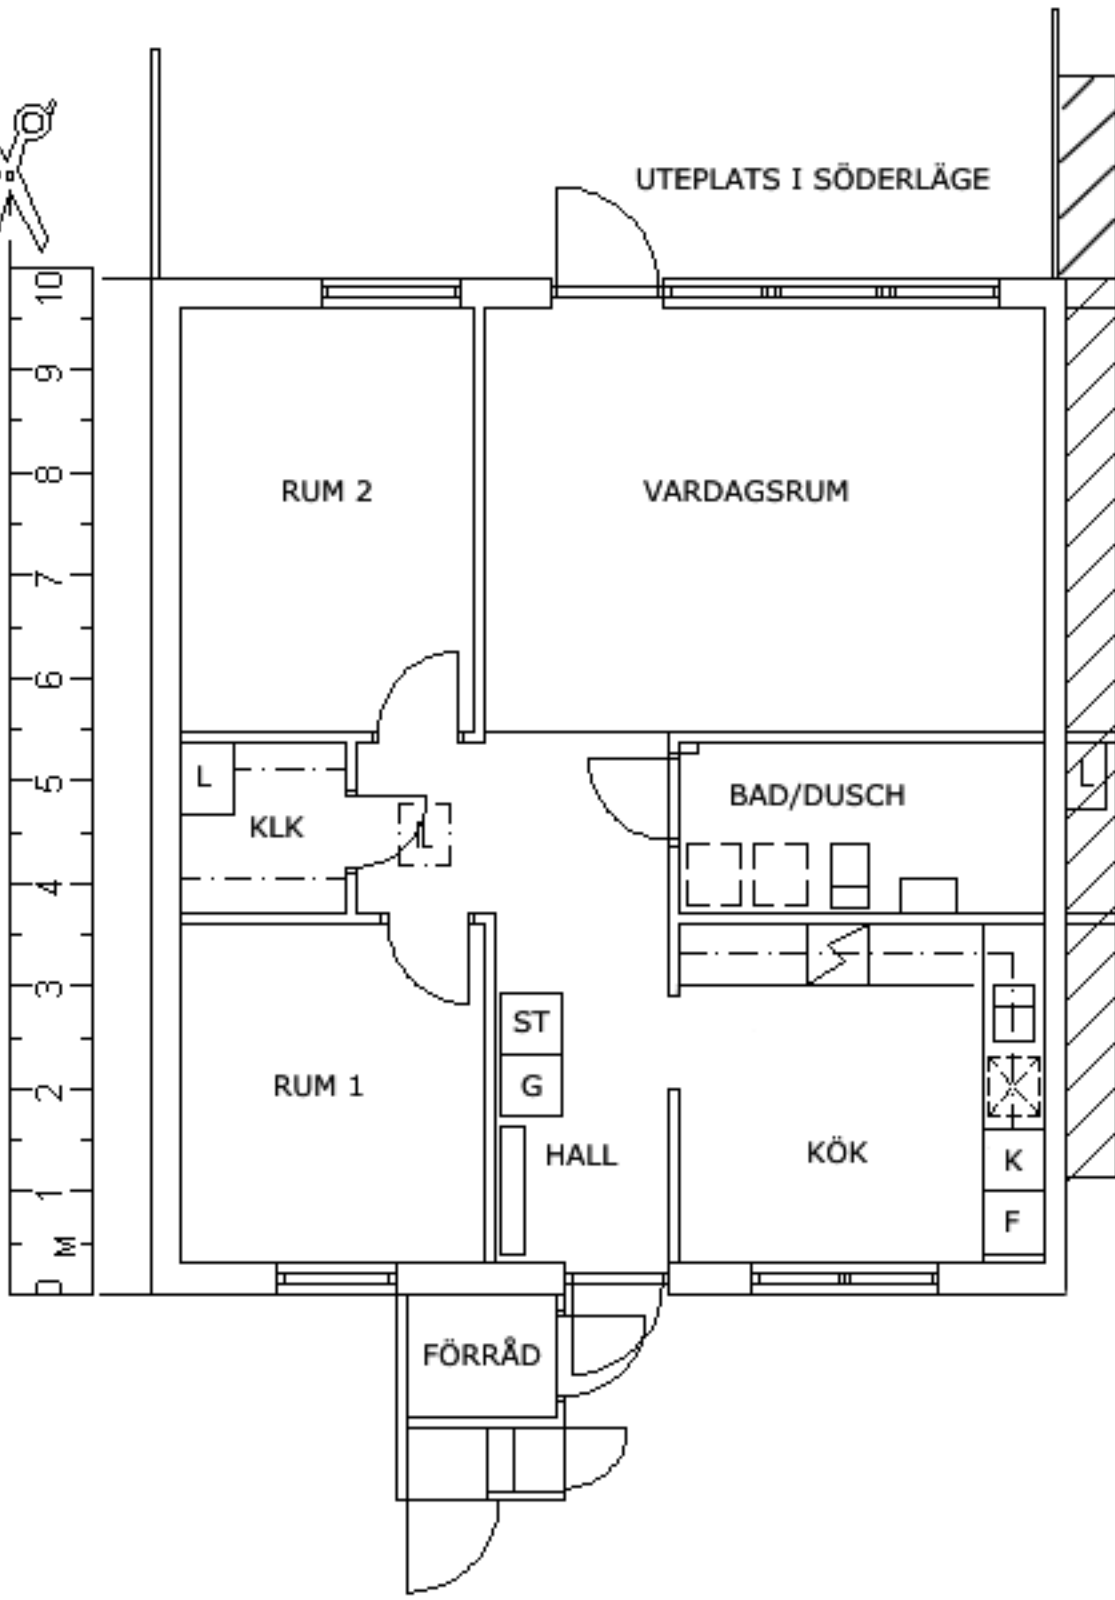 UTEPLATS I SÖDERLÄGE
10
9
8
7
6
5
4
3
2
1
M
0
RUM 2
VARDAGSRUM
L
KLK
L
BAD/DUSCH
L
ST
G
RUM 1
HALL
KÖK
K
F
FÖRRÅD